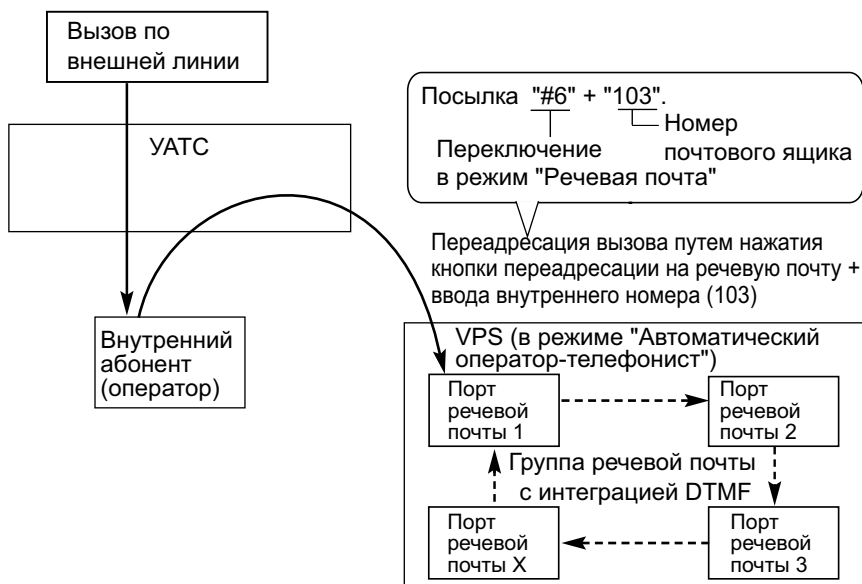 Вызов по
внешней линии
УАТС
Посылка "#6" + "103".
Номер
почтового ящика
Переключение
в режим "Речевая почта"
Переадресация вызова путем нажатия
кнопки переадресации на речевую почту +
ввода внутреннего номера (103)
Внутренний
абонент
(оператор)
VPS (в режиме "Автоматический
оператор-телефонист")
Порт
речевой
почты 1
Порт
речевой
почты 2
Группа речевой почты
с интеграцией DTMF
Порт
речевой
почты X
Порт
речевой
почты 3